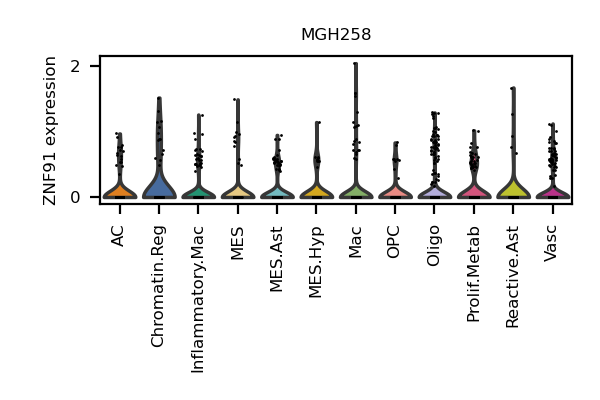 MGH258
ZNF91 expression
2
0
AC
Chromatin.Reg
Inflammatory.Mac
MES
MES.Ast
MES.Hyp
Mac
OPC
Oligo
Prolif.Metab
Reactive.Ast
Vasc